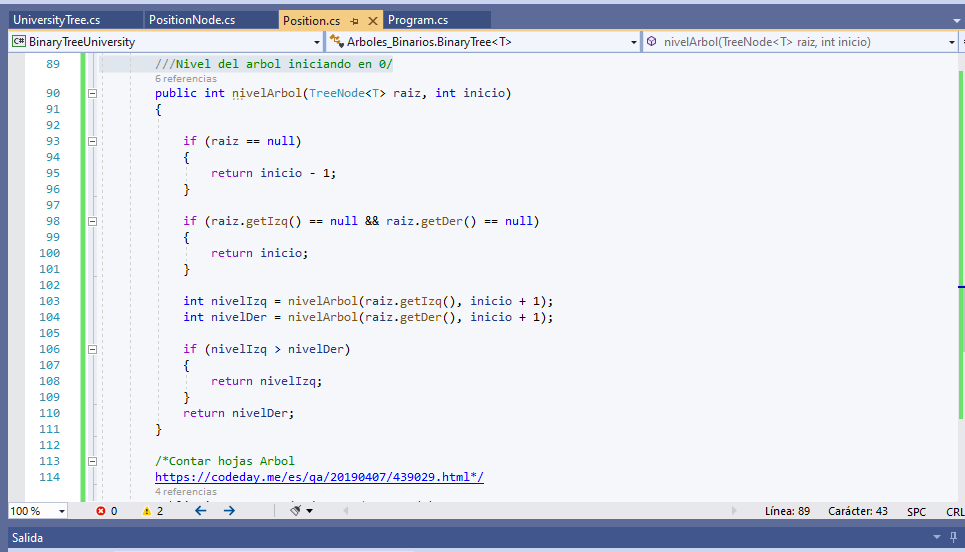 UniversityTree.cs PositionNode.cs Position.cs Program.cs
C# BinaryTreeUniversity Arboles_Binarios.BinaryTree<T> nivelArbol(TreeNode<T> raiz, int inicio)
89 ///Nivel del arbol iniciando en 0/
6 referencias
90 public int nivelArbol(TreeNode<T> raiz, int inicio)
91 {
92
93 if (raiz == null)
94 {
95 return inicio - 1;
96 }
97
98 if (raiz.getIzq() == null && raiz.getDer() == null)
99 {
100 return inicio;
101 }
102
103 int nivelIzq = nivelArbol(raiz.getIzq(), inicio + 1);
104 int nivelDer = nivelArbol(raiz.getDer(), inicio + 1);
105
106 if (nivelIzq > nivelDer)
107 {
108 return nivelIzq;
109 }
110 return nivelDer;
111 }
112
113 /*Contar hojas Arbol
114 https://codeday.me/es/qa/20190407/439029.html*/
4 referencias
100 % 0 2 Línea: 89 Carácter: 43 SPC CRL
Salida